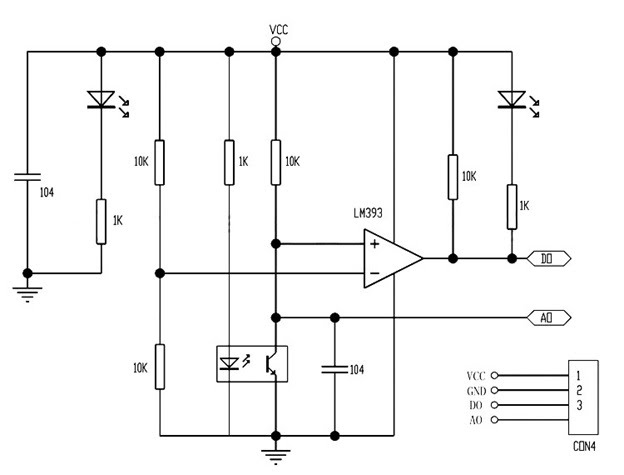 VCC
10K
1K
10K
104
10K
1K
1K
LM393
+
−
DO
AO
10K
104
VCC 1
GND 2
DO 3
AO
CON4